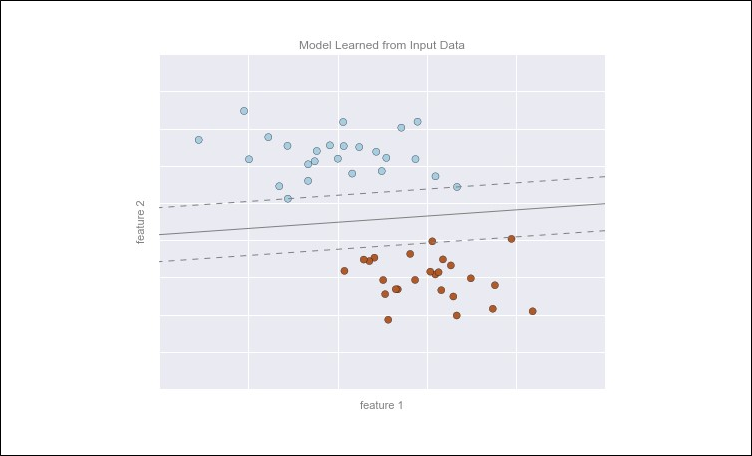 Model Learned from Input Data
feature 2
feature 1